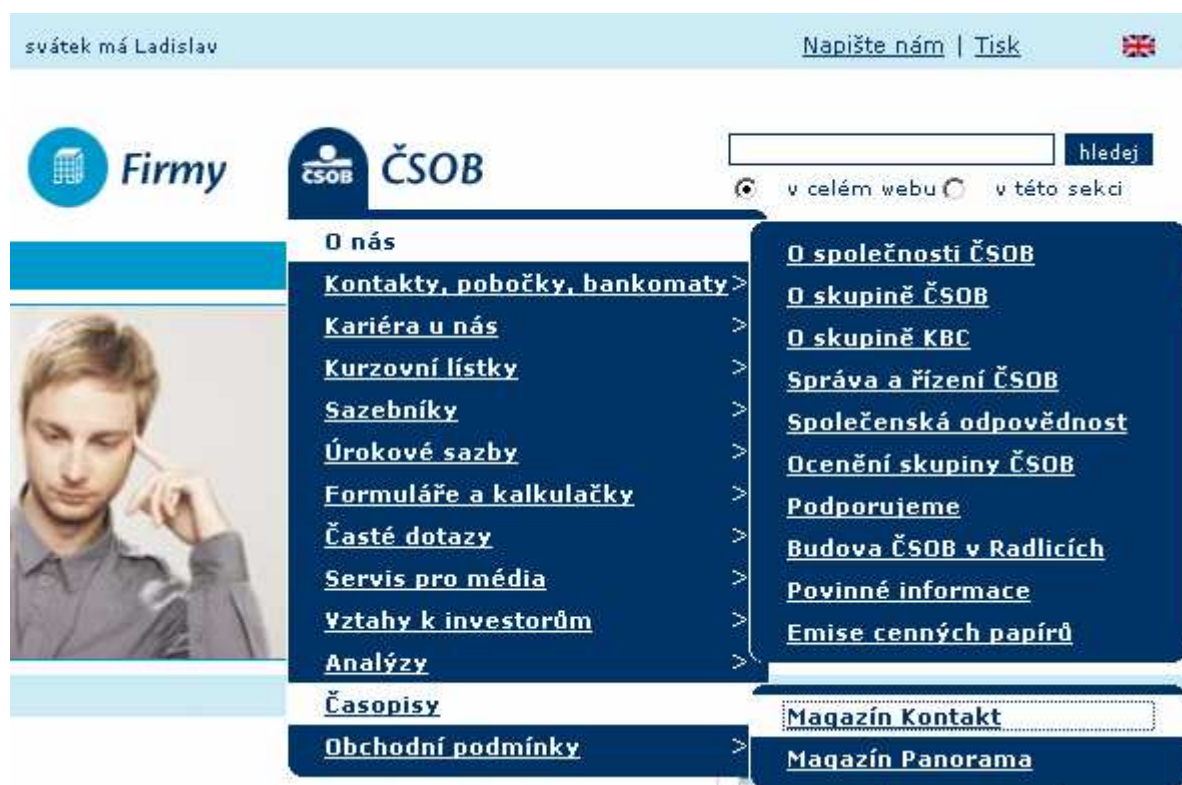 svátek má Ladislav
Napište nám | Tisk
Firmy
ČSOB
ČSOB
hledej
v celém webu
v této sekci
O nás
Kontakty, pobočky, bankomaty >
Kariéra u nás >
Kurzovní lístky >
Sazebníky >
Úrokové sazby >
Formuláře a kalkulačky >
Časté dotazy >
Servis pro média >
Vztahy k investorům >
Analýzy >
Časopisy
Obchodní podmínky >
O společnosti ČSOB
O skupině ČSOB
O skupině KBC
Správa a řízení ČSOB
Společenská odpovědnost
Ocenění skupiny ČSOB
Podporujeme
Budova ČSOB v Radlicích
Povinné informace
Emise cenných papírů
Magazín Kontakt
Magazín Panorama